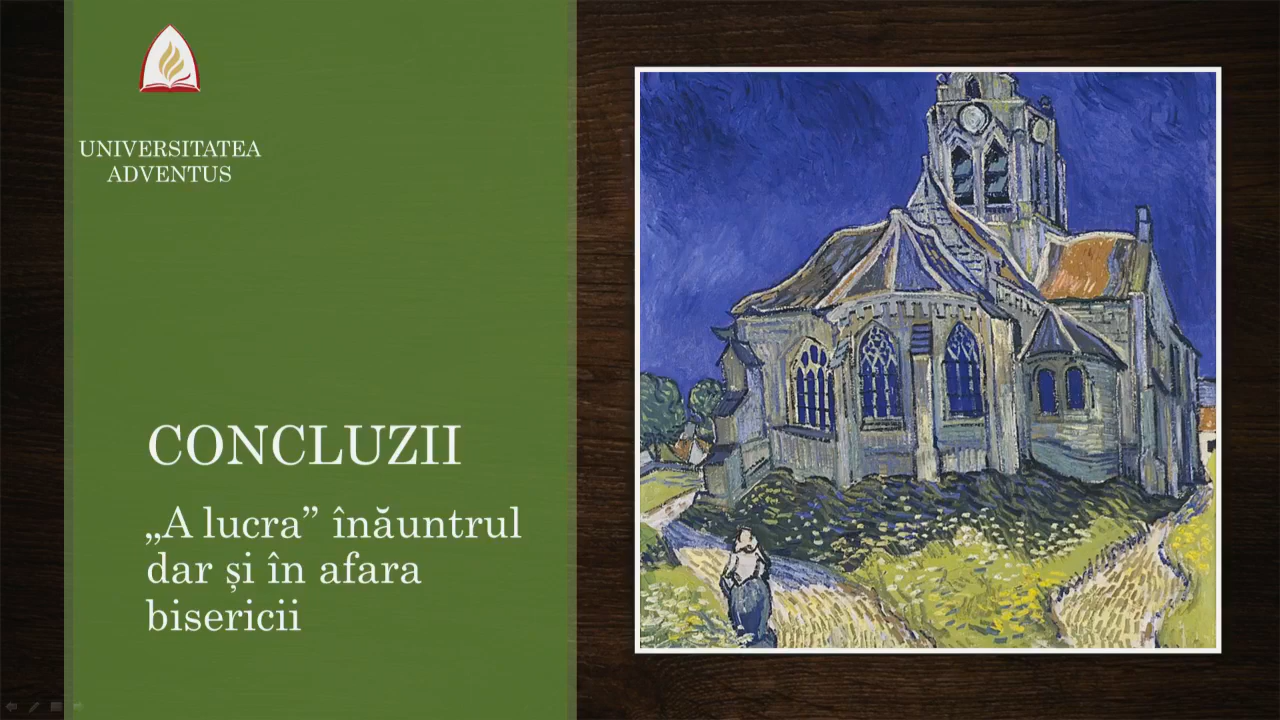 UNIVERSITATEA
ADVENTUS
CONCLUZII
„A lucra” înăuntrul
dar și în afara
bisericii